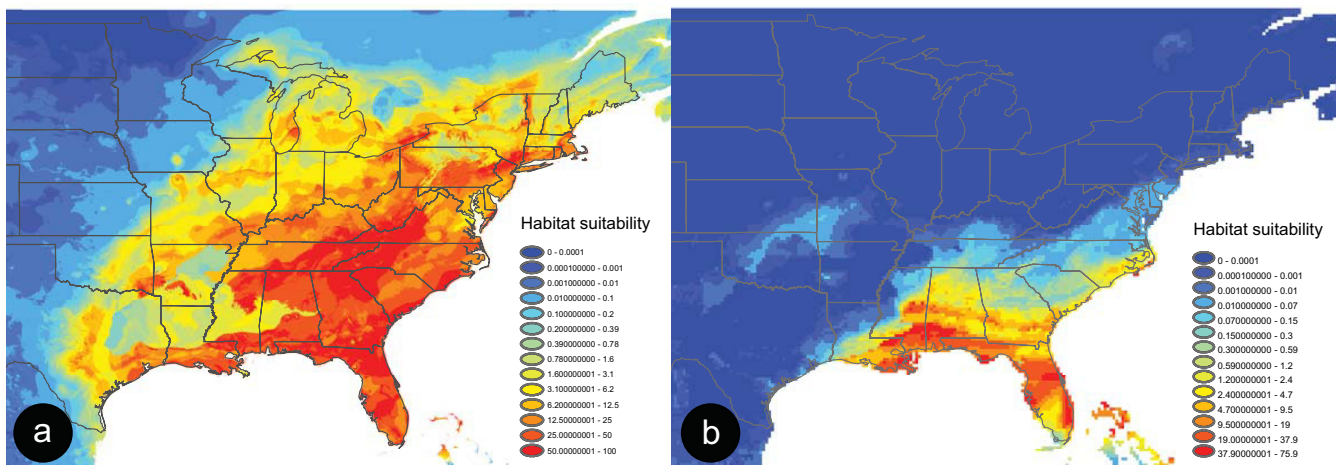 Habitat suitability
0 - 0.0001
0.000100000 - 0.001
0.001000000 - 0.01
0.010000000 - 0.1
0.100000000 - 0.2
0.200000000 - 0.39
0.390000000 - 0.78
0.780000000 - 1.6
1.600000001 - 3.1
3.100000001 - 6.2
6.200000001 - 12.5
12.50000001 - 25
25.00000001 - 50
50.00000001 - 100
a
Habitat suitability
0 - 0.0001
0.000100000 - 0.001
0.001000000 - 0.01
0.010000000 - 0.07
0.070000000 - 0.15
0.150000000 - 0.3
0.300000000 - 0.59
0.590000000 - 1.2
1.200000001 - 2.4
2.400000001 - 4.7
4.700000001 - 9.5
9.500000001 - 19
19.00000001 - 37.9
37.90000001 - 75.9
b